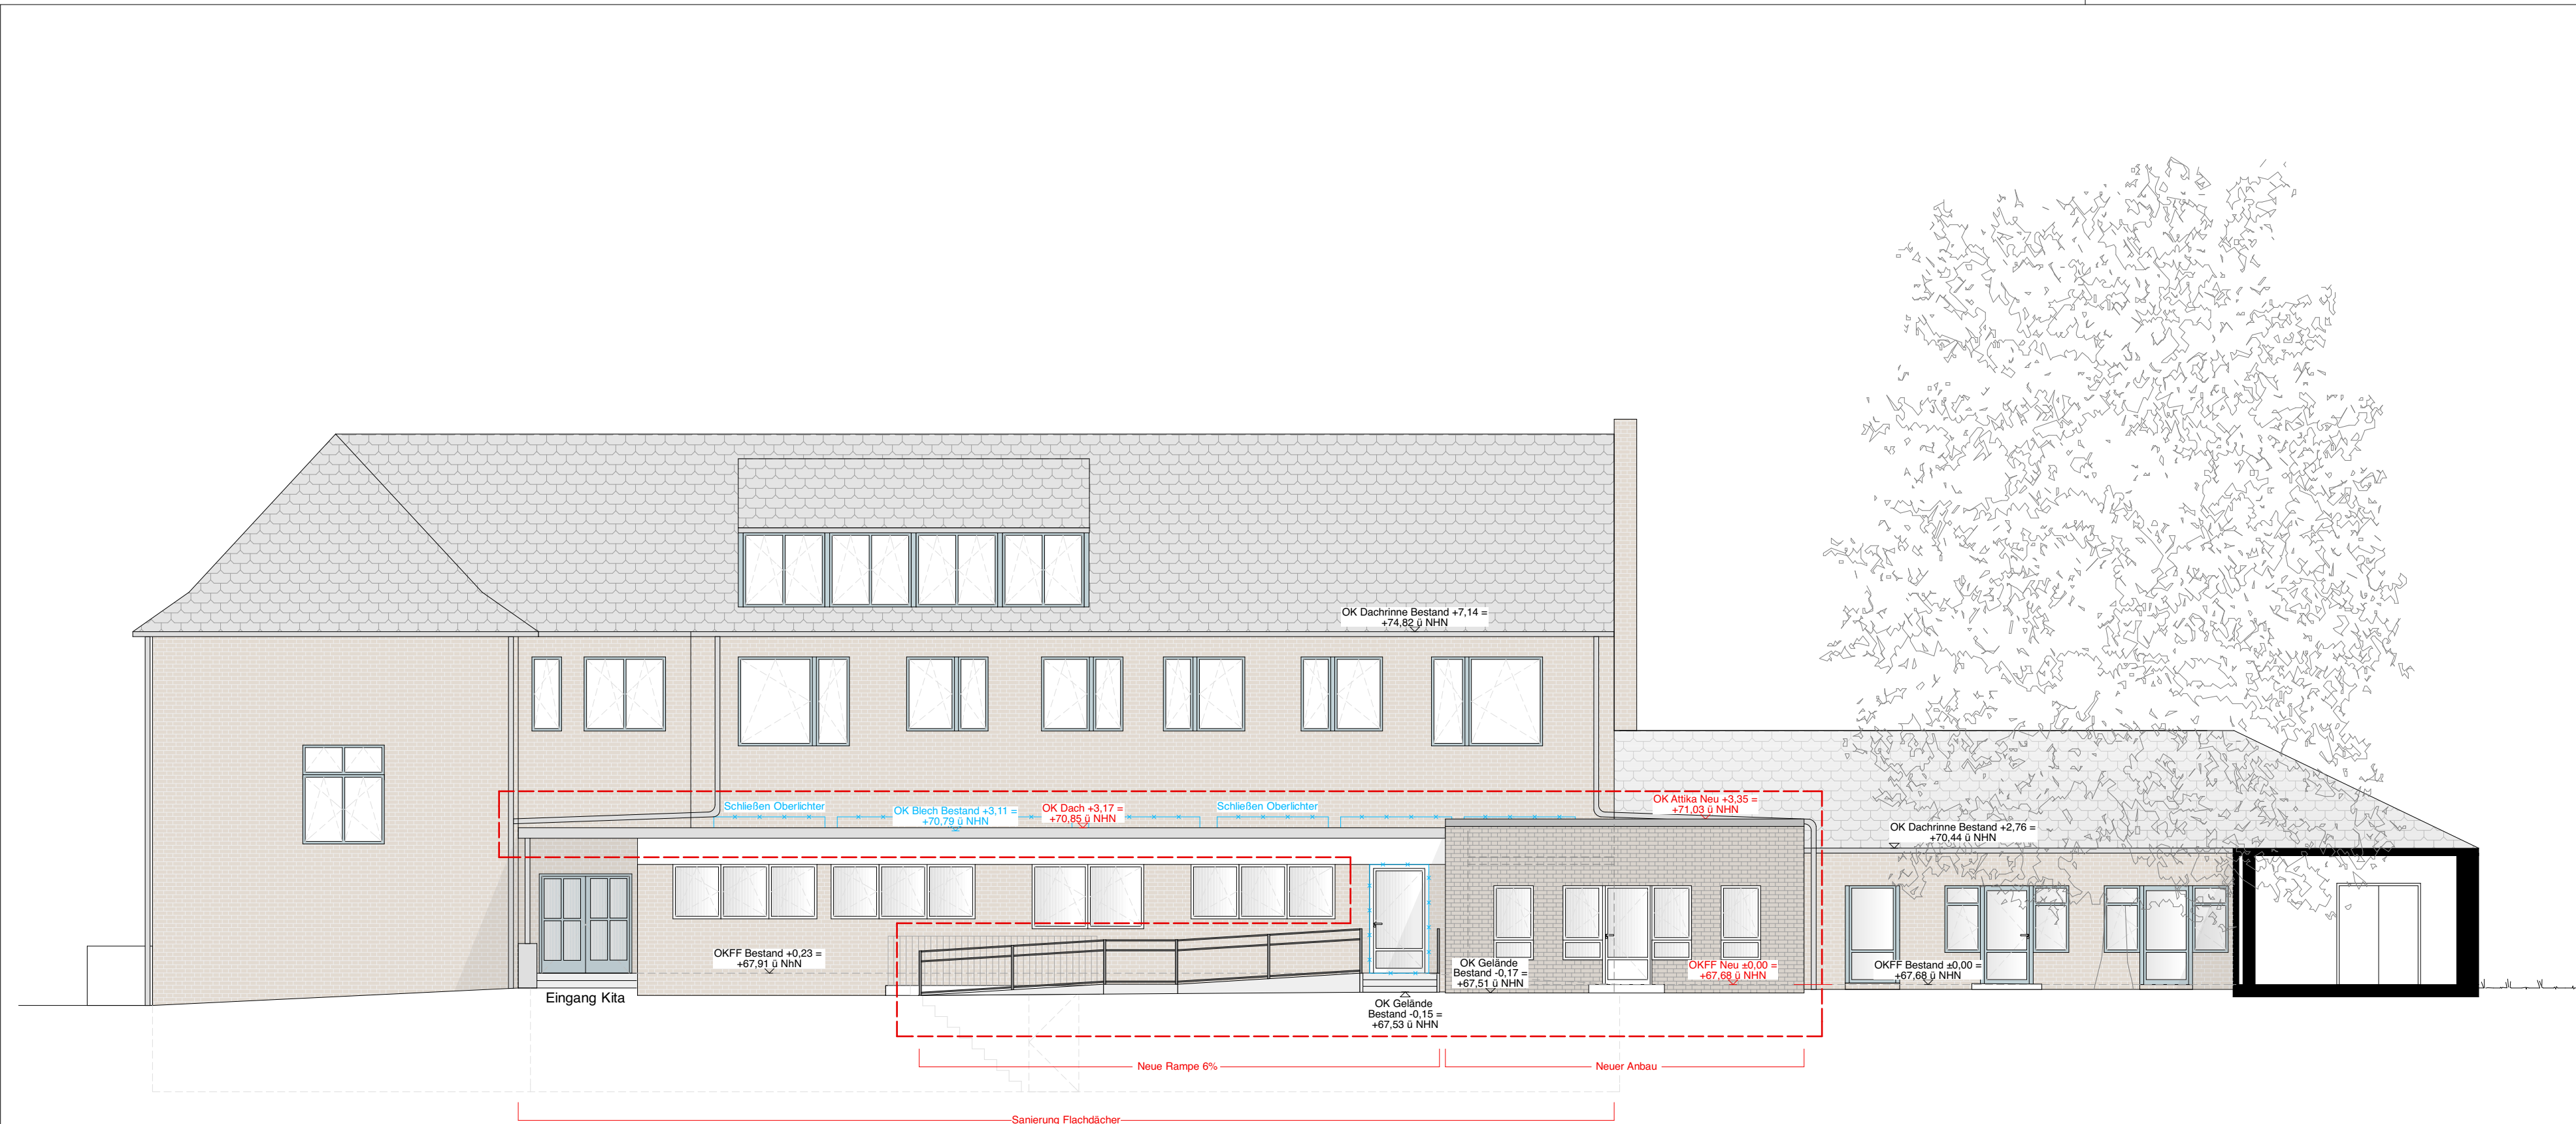 OK Dachrinne Bestand +7,14 =
+74,82 ü NHN
Schließen Oberlichter
OK Blech Bestand +3,11 =
+70,79 ü NHN
OK Dach +3,17 =
+70,85 ü NHN
Schließen Oberlichter
OK Attika Neu +3,35 =
+71,03 ü NHN
OK Dachrinne Bestand +2,76 =
+70,44 ü NHN
OKFF Bestand +0,23 =
+67,91 ü NhN
OK Gelände
Bestand -0,17 =
+67,51 ü NHN
OKFF Neu ±0,00 =
+67,68 ü NHN
OKFF Bestand ±0,00 =
+67,68 ü NHN
Eingang Kita
OK Gelände
Bestand -0,15 =
+67,53 ü NHN
Neue Rampe 6%
Neuer Anbau
Sanierung Flachdächer